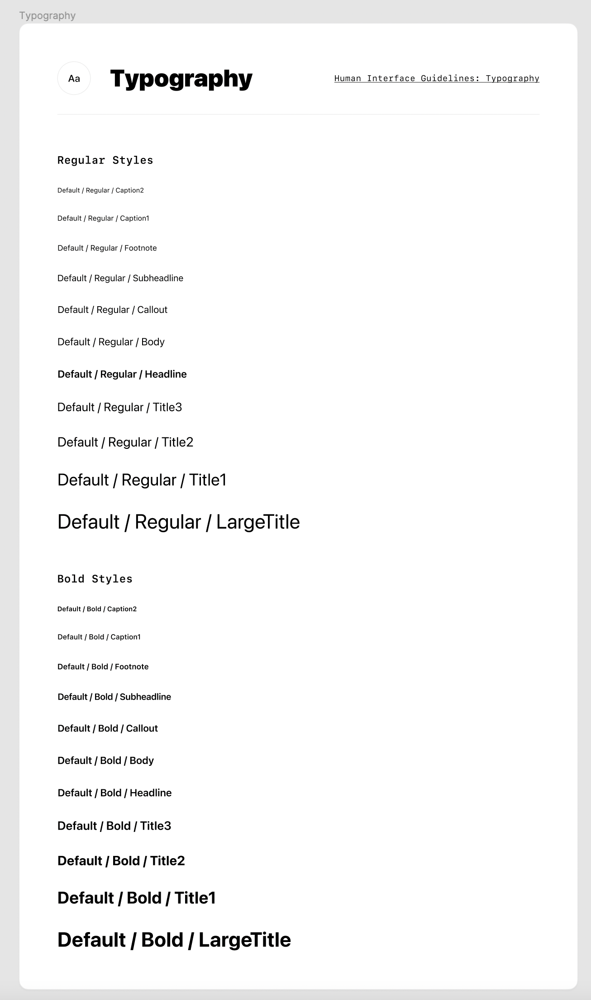 Typography
Aa
Typography
Human Interface Guidelines: Typography
Regular Styles
Default / Regular / Caption2
Default / Regular / Caption1
Default / Regular / Footnote
Default / Regular / Subheadline
Default / Regular / Callout
Default / Regular / Body
Default / Regular / Headline
Default / Regular / Title3
Default / Regular / Title2
Default / Regular / Title1
Default / Regular / LargeTitle
Bold Styles
Default / Bold / Caption2
Default / Bold / Caption1
Default / Bold / Footnote
Default / Bold / Subheadline
Default / Bold / Callout
Default / Bold / Body
Default / Bold / Headline
Default / Bold / Title3
Default / Bold / Title2
Default / Bold / Title1
Default / Bold / LargeTitle